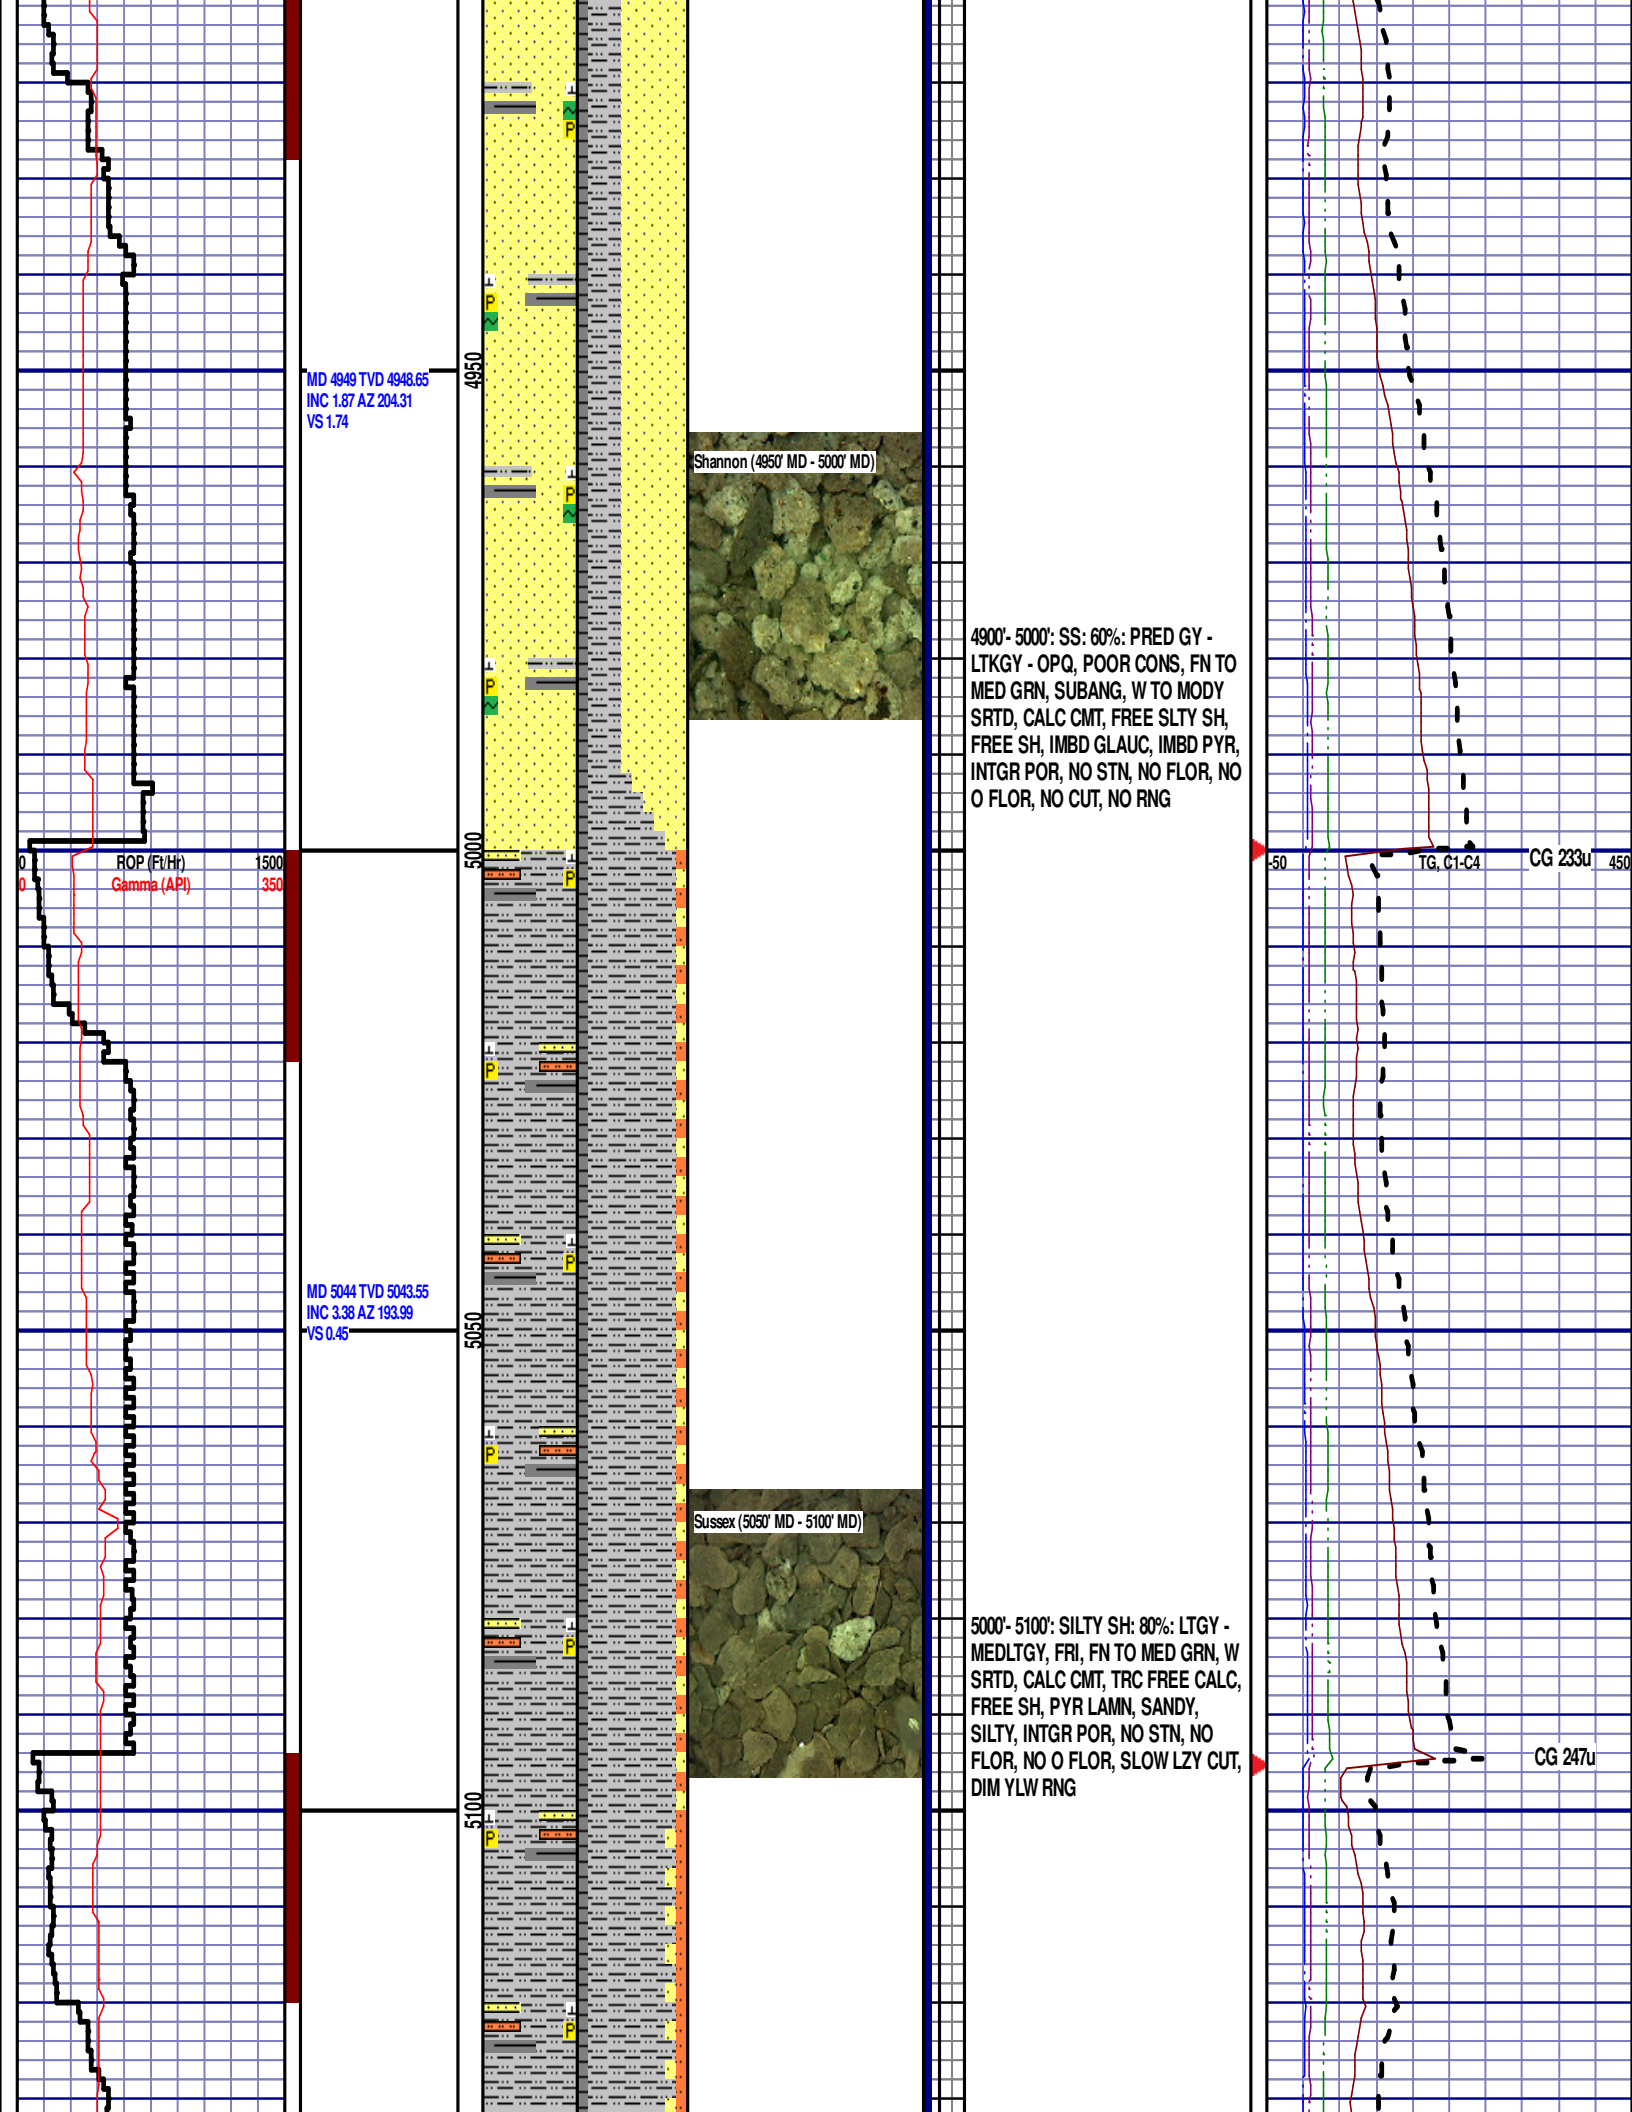 4950
MD 4949 TVD 4948.65
INC 1.87 AZ 204.31
VS 1.74
Shannon (4950' MD - 5000' MD)
4900'- 5000': SS: 60%: PRED GY -
LTKGY - OPQ, POOR CONS, FN TO
MED GRN, SUBANG, W TO MODY
SRTD, CALC CMT, FREE SLTY SH,
FREE SH, IMBD GLAUC, IMBD PYR,
INTGR POR, NO STN, NO FLOR, NO
O FLOR, NO CUT, NO RNG
5000
0 ROP (Ft/Hr) 1500
0 Gamma (API) 350
-50 TG, C1-C4 450
CG 233u
MD 5044 TVD 5043.55
INC 3.38 AZ 193.99
VS 0.45
5050
Sussex (5050' MD - 5100' MD)
5000'- 5100': SILTY SH: 80%: LTGY -
MEDLTGY, FRI, FN TO MED GRN, W
SRTD, CALC CMT, TRC FREE CALC,
FREE SH, PYR LAMN, SANDY,
SILTY, INTGR POR, NO STN, NO
FLOR, NO O FLOR, SLOW LZY CUT,
DIM YLW RNG
CG 247u
5100
P
P
P
P
P
P
P
P
P
P
P